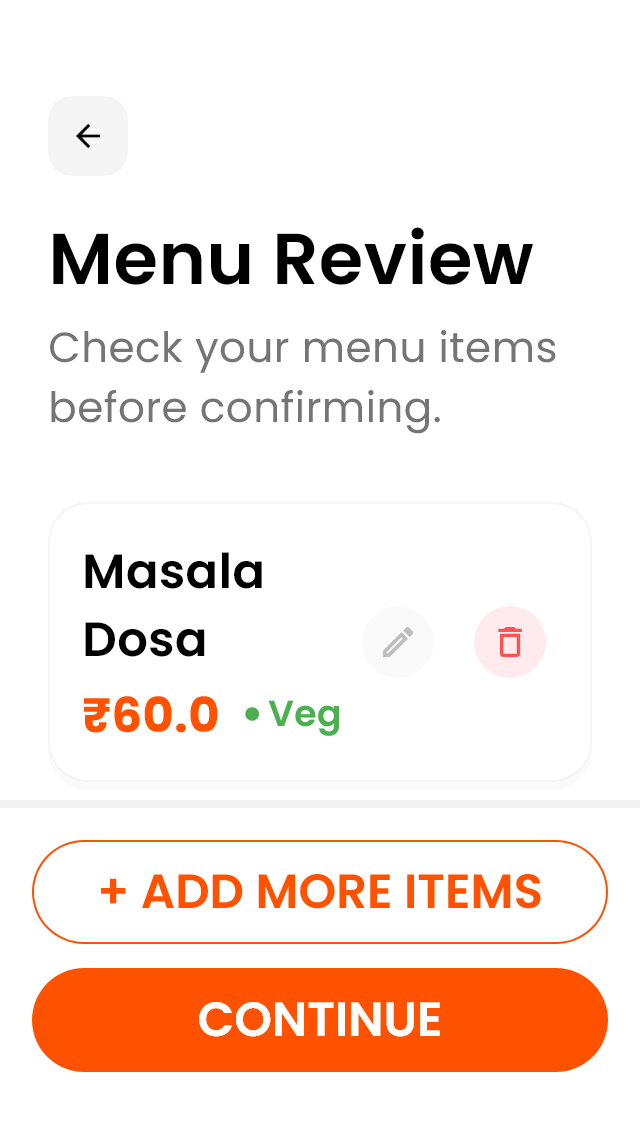 Menu Review
Check your menu items
before confirming.
Masala
Dosa
₹60.0 • Veg
+ ADD MORE ITEMS
CONTINUE